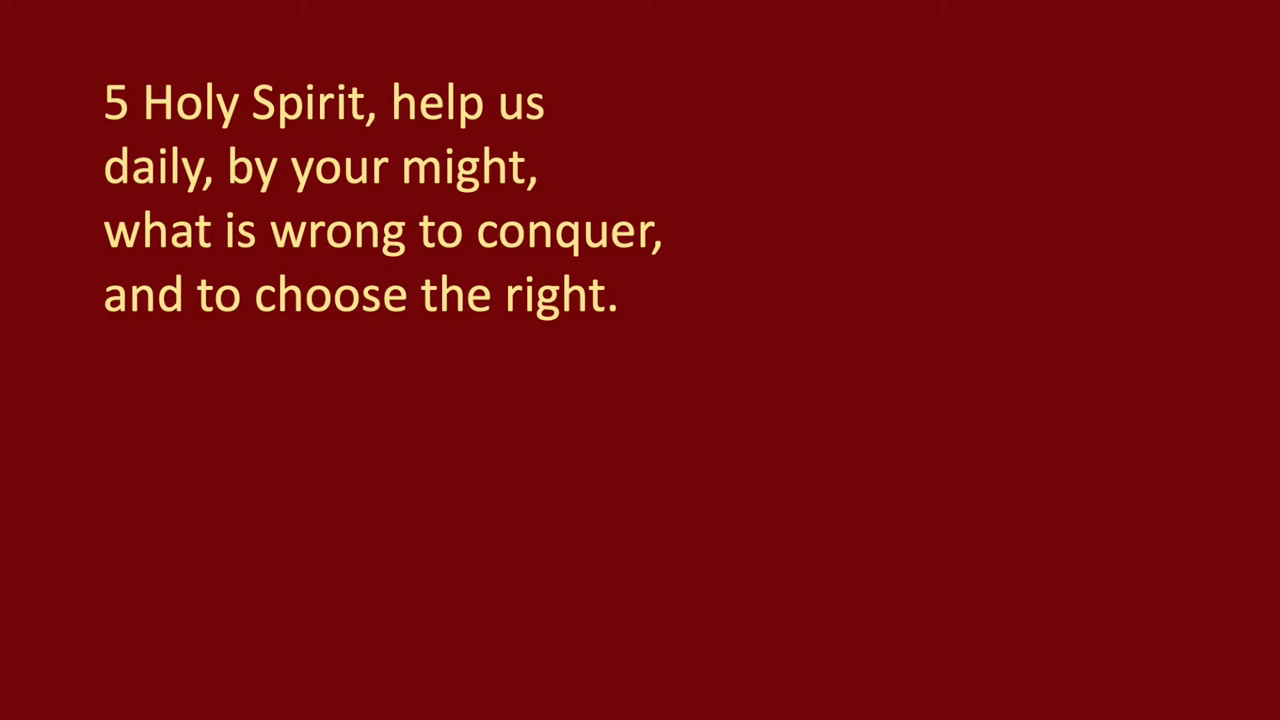 5 Holy Spirit, help us
daily, by your might,
what is wrong to conquer,
and to choose the right.